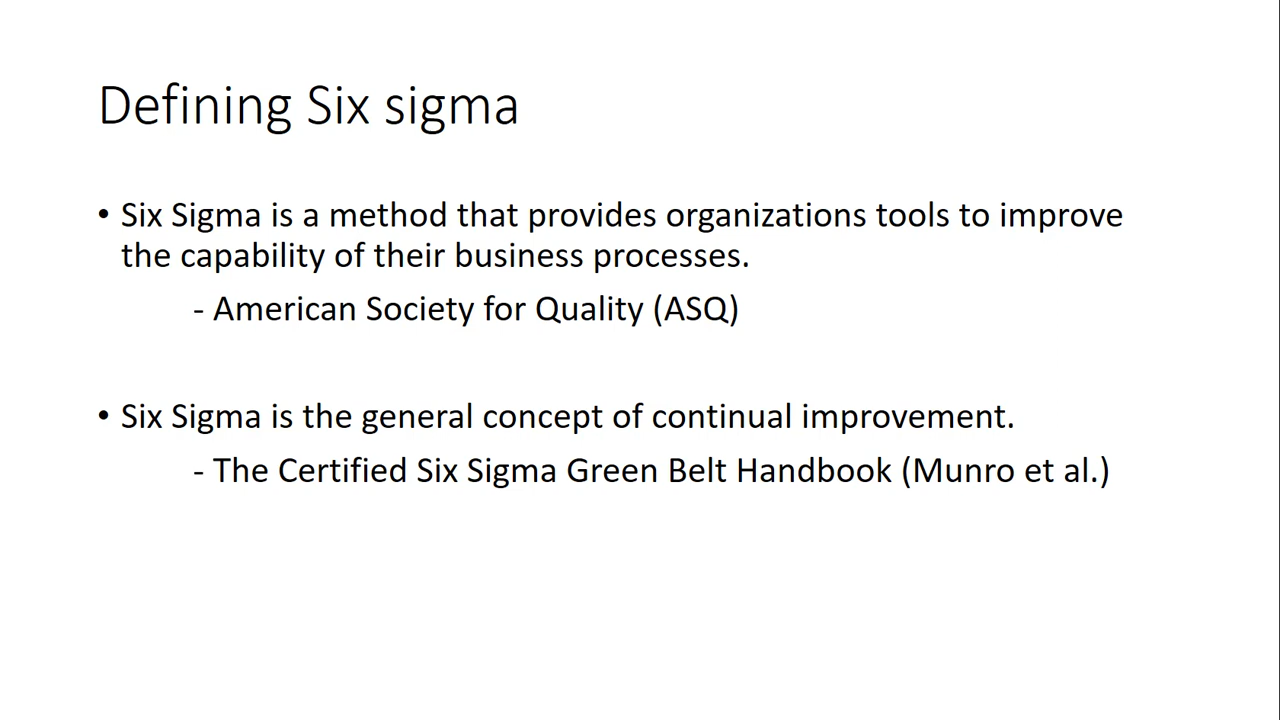 Defining Six sigma
• Six Sigma is a method that provides organizations tools to improve
the capability of their business processes.
- American Society for Quality (ASQ)
• Six Sigma is the general concept of continual improvement.
- The Certified Six Sigma Green Belt Handbook (Munro et al.)